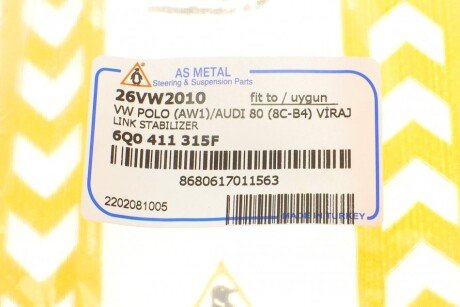 AS METAL
Steering & Suspension Parts
26VW2010 fit to / uygun
VW POLO (AW1)/AUDI 80 (8C-B4) VİRAJ
LINK STABILIZER
6Q0 411 315F
8680617011563
2202081005
MADE IN TURKEY